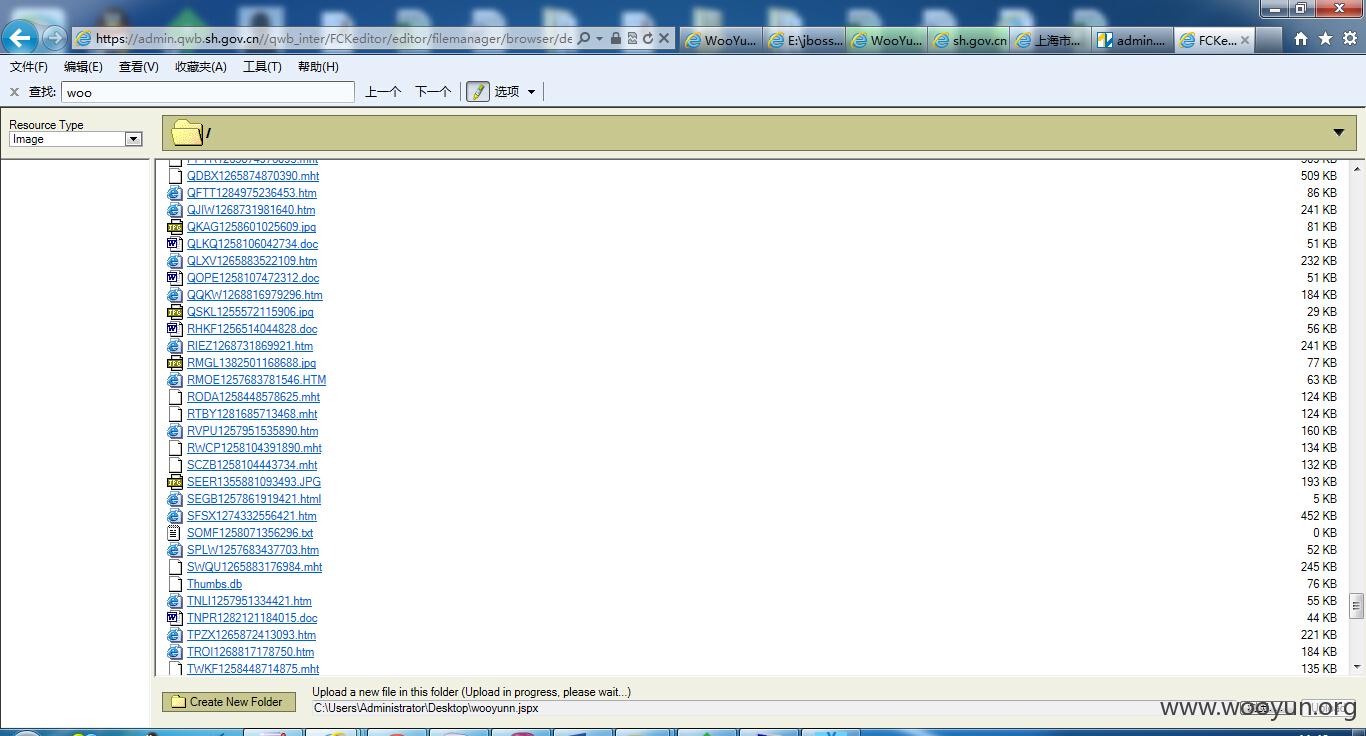 https://admin.qwb.sh.gov.cn//qwb_inter/FCKeditor/editor/filemanager/browser/de
WooYu...
E:\jboss...
WooYu...
sh.gov.cn
上海市...
admin....
FCKe...
文件(F) 编辑(E) 查看(V) 收藏夹(A) 工具(T) 帮助(H)
查找: woo 上一个 下一个 选项
Resource Type
Image
/
QDBX1265874870390.mht 509 KB
QFTT1284975236453.htm 86 KB
QJIW1268731981640.htm 241 KB
QKAG1258601025609.jpg 81 KB
QLKQ1258106042734.doc 51 KB
QLXV1265883522109.htm 232 KB
QOPE1258107472312.doc 51 KB
QQKW1268816979296.htm 184 KB
QSKL1255572115906.jpg 29 KB
RHKF1256514044828.doc 56 KB
RIEZ1268731869921.htm 241 KB
RMGL1382501168688.jpg 77 KB
RMOE1257683781546.HTM 63 KB
RODA1258448578625.mht 124 KB
RTBY1281685713468.mht 124 KB
RVPU1257951535890.htm 160 KB
RWCP1258104391890.mht 134 KB
SCZB1258104443734.mht 132 KB
SEER1355881093493.JPG 193 KB
SEGB1257861919421.html 5 KB
SFSX1274332556421.htm 452 KB
SOMF1258071356296.txt 0 KB
SPLW1257683437703.htm 52 KB
SWQU1265883176984.mht 245 KB
Thumbs.db 76 KB
TNLI1257951334421.htm 55 KB
TNPR1282121184015.doc 44 KB
TPZX1265872413093.htm 221 KB
TROI1268817178750.htm 184 KB
TWKF1258448714875.mht 135 KB
Create New Folder
Upload a new file in this folder (Upload in progress, please wait...)
C:\Users\Administrator\Desktop\wooyunn.jspx
www.wooyun.org